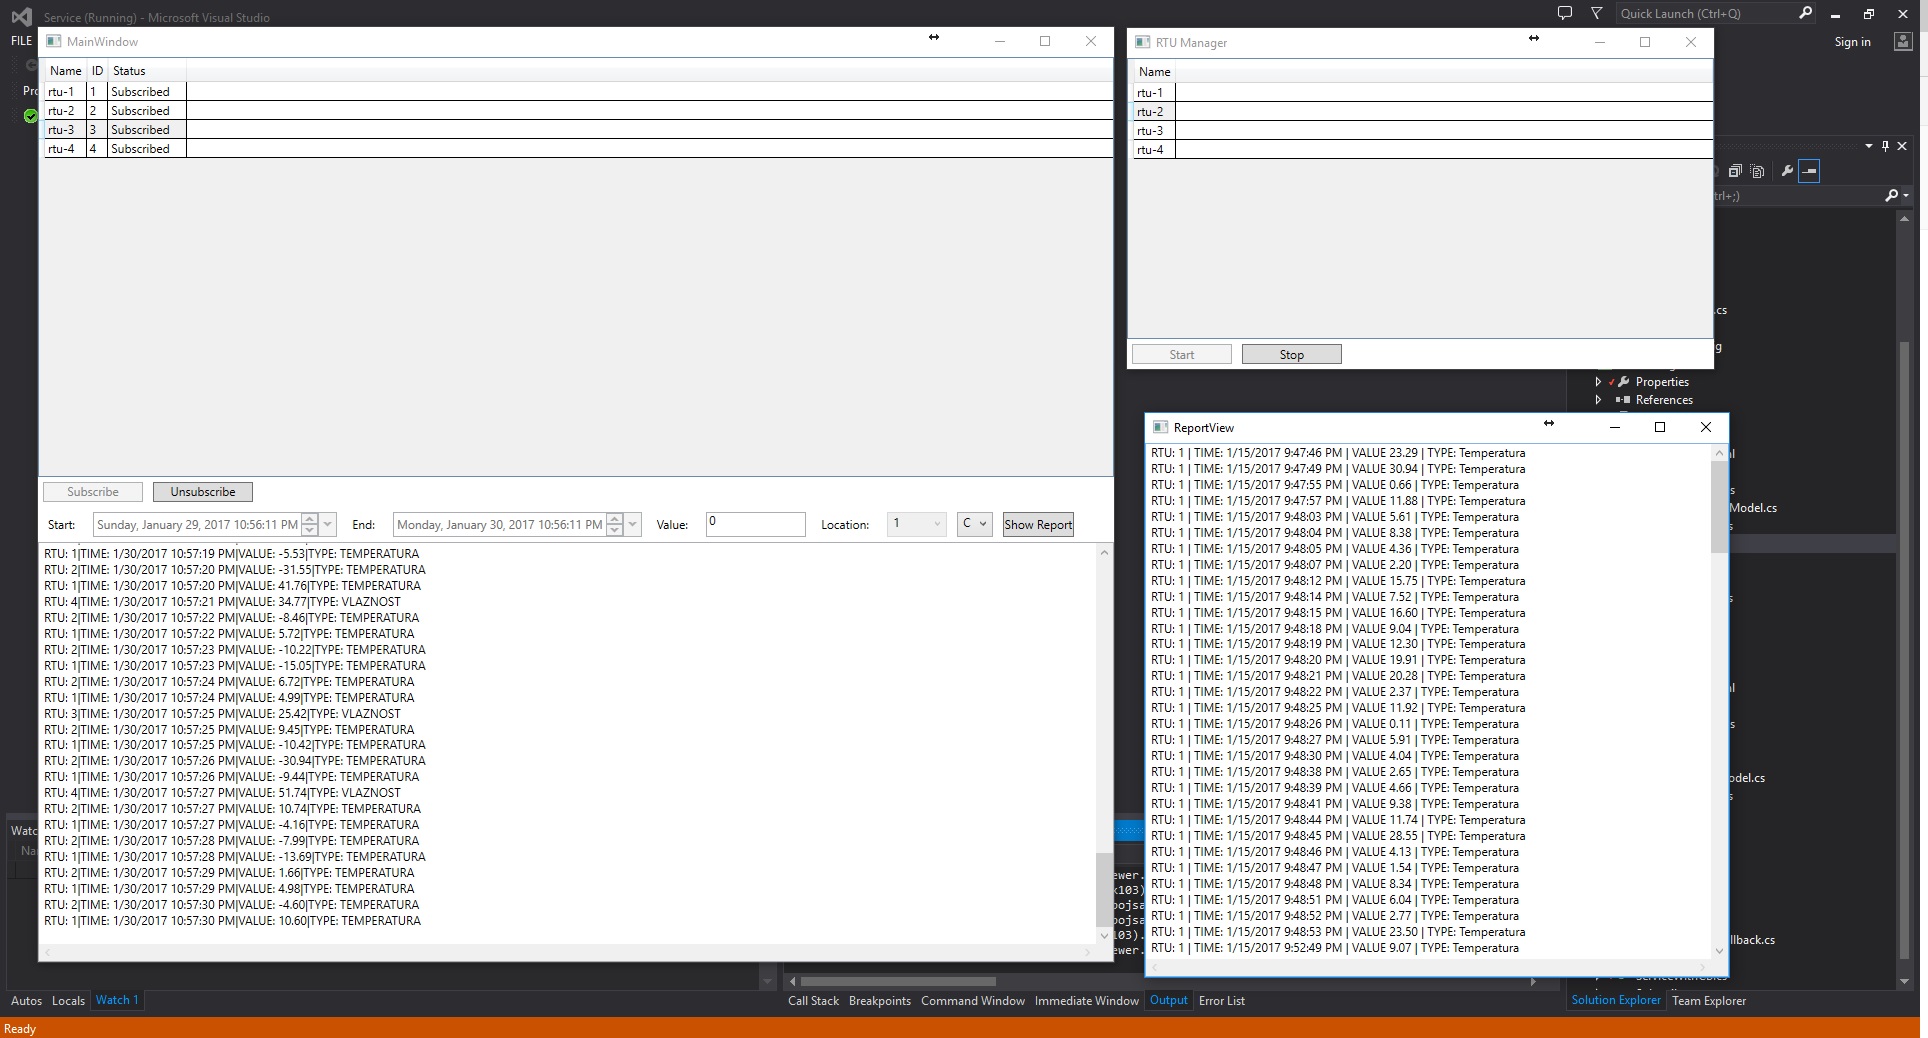 Service (Running) - Microsoft Visual Studio
Quick Launch (Ctrl+Q)
FILE
Sign in
MainWindow
Name ID Status
rtu-1 1 Subscribed
rtu-2 2 Subscribed
rtu-3 3 Subscribed
rtu-4 4 Subscribed
Subscribe Unsubscribe
Start: Sunday, January 29, 2017 10:56:11 PM End: Monday, January 30, 2017 10:56:11 PM Value: 0 Location: 1 C Show Report
RTU: 1|TIME: 1/30/2017 10:57:19 PM|VALUE: -5.53|TYPE: TEMPERATURA
RTU: 2|TIME: 1/30/2017 10:57:20 PM|VALUE: -31.55|TYPE: TEMPERATURA
RTU: 1|TIME: 1/30/2017 10:57:20 PM|VALUE: 41.76|TYPE: TEMPERATURA
RTU: 4|TIME: 1/30/2017 10:57:21 PM|VALUE: 34.77|TYPE: VLAZNOST
RTU: 2|TIME: 1/30/2017 10:57:22 PM|VALUE: -8.46|TYPE: TEMPERATURA
RTU: 1|TIME: 1/30/2017 10:57:22 PM|VALUE: 5.72|TYPE: TEMPERATURA
RTU: 2|TIME: 1/30/2017 10:57:23 PM|VALUE: -10.22|TYPE: TEMPERATURA
RTU: 1|TIME: 1/30/2017 10:57:23 PM|VALUE: -15.05|TYPE: TEMPERATURA
RTU: 2|TIME: 1/30/2017 10:57:24 PM|VALUE: 6.72|TYPE: TEMPERATURA
RTU: 1|TIME: 1/30/2017 10:57:24 PM|VALUE: 4.99|TYPE: TEMPERATURA
RTU: 3|TIME: 1/30/2017 10:57:25 PM|VALUE: 25.42|TYPE: VLAZNOST
RTU: 2|TIME: 1/30/2017 10:57:25 PM|VALUE: 9.45|TYPE: TEMPERATURA
RTU: 1|TIME: 1/30/2017 10:57:25 PM|VALUE: -10.42|TYPE: TEMPERATURA
RTU: 2|TIME: 1/30/2017 10:57:26 PM|VALUE: -30.94|TYPE: TEMPERATURA
RTU: 1|TIME: 1/30/2017 10:57:26 PM|VALUE: -9.44|TYPE: TEMPERATURA
RTU: 4|TIME: 1/30/2017 10:57:27 PM|VALUE: 51.74|TYPE: VLAZNOST
RTU: 2|TIME: 1/30/2017 10:57:27 PM|VALUE: 10.74|TYPE: TEMPERATURA
RTU: 1|TIME: 1/30/2017 10:57:27 PM|VALUE: -4.16|TYPE: TEMPERATURA
RTU: 2|TIME: 1/30/2017 10:57:28 PM|VALUE: -7.99|TYPE: TEMPERATURA
RTU: 1|TIME: 1/30/2017 10:57:28 PM|VALUE: -13.69|TYPE: TEMPERATURA
RTU: 2|TIME: 1/30/2017 10:57:29 PM|VALUE: 1.66|TYPE: TEMPERATURA
RTU: 1|TIME: 1/30/2017 10:57:29 PM|VALUE: 4.98|TYPE: TEMPERATURA
RTU: 2|TIME: 1/30/2017 10:57:30 PM|VALUE: -4.60|TYPE: TEMPERATURA
RTU: 1|TIME: 1/30/2017 10:57:30 PM|VALUE: 10.60|TYPE: TEMPERATURA
RTU Manager
Name
rtu-1
rtu-2
rtu-3
rtu-4
Start Stop
ReportView
RTU: 1 | TIME: 1/15/2017 9:47:46 PM | VALUE 23.29 | TYPE: Temperatura
RTU: 1 | TIME: 1/15/2017 9:47:49 PM | VALUE 30.94 | TYPE: Temperatura
RTU: 1 | TIME: 1/15/2017 9:47:55 PM | VALUE 0.66 | TYPE: Temperatura
RTU: 1 | TIME: 1/15/2017 9:47:57 PM | VALUE 11.88 | TYPE: Temperatura
RTU: 1 | TIME: 1/15/2017 9:48:03 PM | VALUE 5.61 | TYPE: Temperatura
RTU: 1 | TIME: 1/15/2017 9:48:04 PM | VALUE 8.38 | TYPE: Temperatura
RTU: 1 | TIME: 1/15/2017 9:48:05 PM | VALUE 4.36 | TYPE: Temperatura
RTU: 1 | TIME: 1/15/2017 9:48:07 PM | VALUE 2.20 | TYPE: Temperatura
RTU: 1 | TIME: 1/15/2017 9:48:12 PM | VALUE 15.75 | TYPE: Temperatura
RTU: 1 | TIME: 1/15/2017 9:48:14 PM | VALUE 7.52 | TYPE: Temperatura
RTU: 1 | TIME: 1/15/2017 9:48:15 PM | VALUE 16.60 | TYPE: Temperatura
RTU: 1 | TIME: 1/15/2017 9:48:18 PM | VALUE 9.04 | TYPE: Temperatura
RTU: 1 | TIME: 1/15/2017 9:48:19 PM | VALUE 12.30 | TYPE: Temperatura
RTU: 1 | TIME: 1/15/2017 9:48:20 PM | VALUE 19.91 | TYPE: Temperatura
RTU: 1 | TIME: 1/15/2017 9:48:21 PM | VALUE 20.28 | TYPE: Temperatura
RTU: 1 | TIME: 1/15/2017 9:48:22 PM | VALUE 2.37 | TYPE: Temperatura
RTU: 1 | TIME: 1/15/2017 9:48:25 PM | VALUE 11.92 | TYPE: Temperatura
RTU: 1 | TIME: 1/15/2017 9:48:26 PM | VALUE 0.11 | TYPE: Temperatura
RTU: 1 | TIME: 1/15/2017 9:48:27 PM | VALUE 5.91 | TYPE: Temperatura
RTU: 1 | TIME: 1/15/2017 9:48:30 PM | VALUE 4.04 | TYPE: Temperatura
RTU: 1 | TIME: 1/15/2017 9:48:38 PM | VALUE 2.65 | TYPE: Temperatura
RTU: 1 | TIME: 1/15/2017 9:48:39 PM | VALUE 4.66 | TYPE: Temperatura
RTU: 1 | TIME: 1/15/2017 9:48:41 PM | VALUE 9.38 | TYPE: Temperatura
RTU: 1 | TIME: 1/15/2017 9:48:44 PM | VALUE 11.74 | TYPE: Temperatura
RTU: 1 | TIME: 1/15/2017 9:48:45 PM | VALUE 28.55 | TYPE: Temperatura
RTU: 1 | TIME: 1/15/2017 9:48:46 PM | VALUE 4.13 | TYPE: Temperatura
RTU: 1 | TIME: 1/15/2017 9:48:47 PM | VALUE 1.54 | TYPE: Temperatura
RTU: 1 | TIME: 1/15/2017 9:48:48 PM | VALUE 8.34 | TYPE: Temperatura
RTU: 1 | TIME: 1/15/2017 9:48:51 PM | VALUE 6.04 | TYPE: Temperatura
RTU: 1 | TIME: 1/15/2017 9:48:52 PM | VALUE 2.77 | TYPE: Temperatura
RTU: 1 | TIME: 1/15/2017 9:48:53 PM | VALUE 23.50 | TYPE: Temperatura
RTU: 1 | TIME: 1/15/2017 9:52:49 PM | VALUE 9.07 | TYPE: Temperatura
trl+;)
.cs
Properties
References
Model.cs
odel.cs
llback.cs
Autos Locals Watch 1
Call Stack Breakpoints Command Window Immediate Window Output Error List
Solution Explorer Team Explorer
Ready